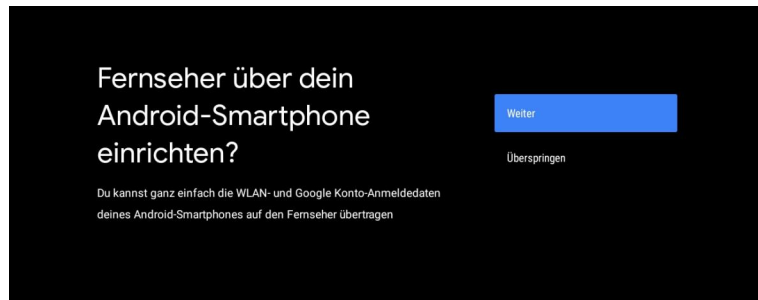 Fernseher über dein
Android-Smartphone
einrichten?
Du kannst ganz einfach die WLAN- und Google Konto-Anmeldedaten
deines Android-Smartphones auf den Fernseher übertragen
Weiter
Überspringen